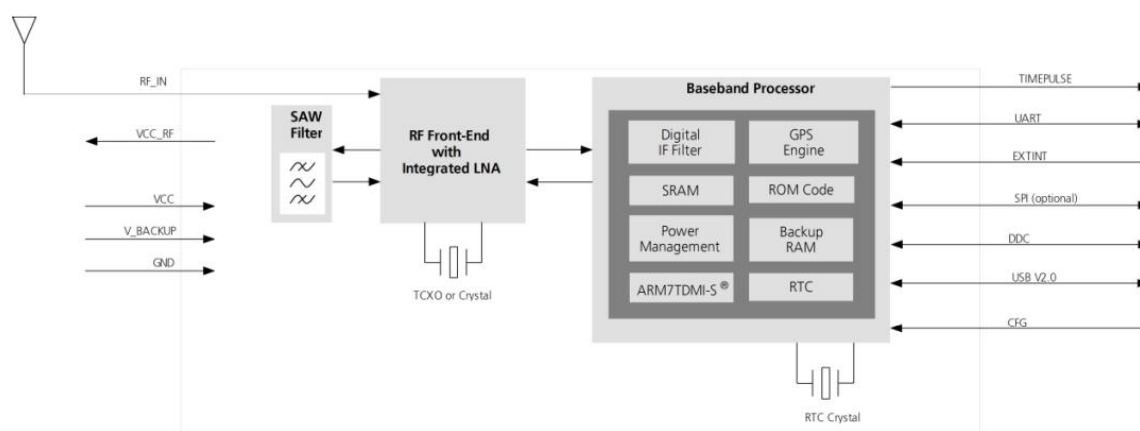 RF_IN
VCC_RF
VCC
V_BACKUP
GND
SAW
Filter
RF Front-End
with
Integrated LNA
TCXO or Crystal
Baseband Processor
Digital
IF Filter
GPS
Engine
SRAM
ROM Code
Power
Management
Backup
RAM
ARM7TDMI-S®
RTC
RTC Crystal
TIMEPULSE
UART
EXTINT
SPI (optional)
DDC
USB V2.0
CFG